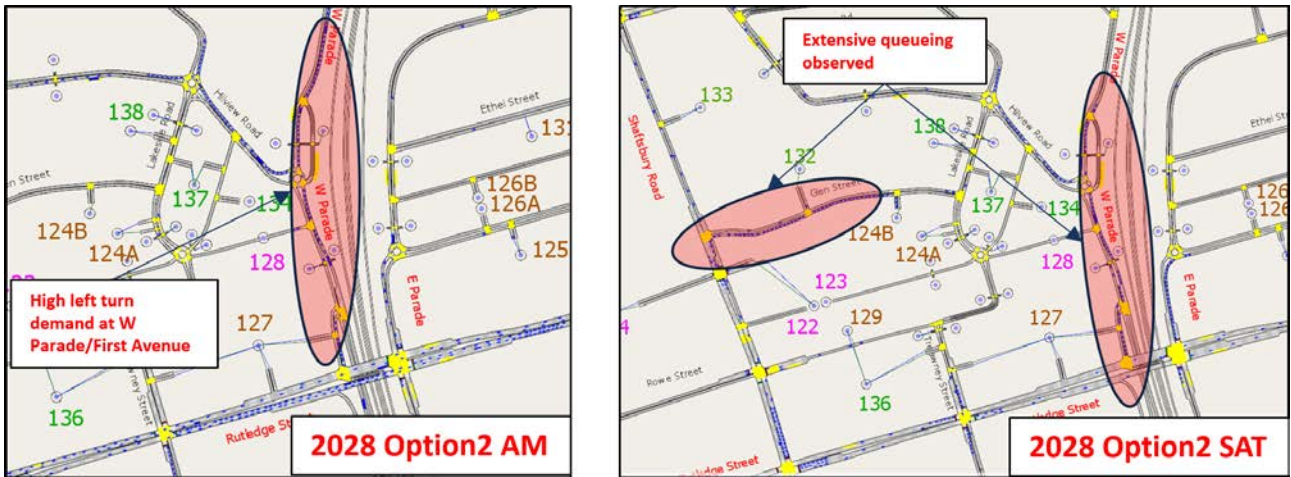 W Parade
138
Lakeside Road
Hillview Road
Ethel Street
131
137
134
126B
126A
W Parade
124B
124A
128
125
E Parade
High left turn
demand at W
Parade/First Avenue
127
136
Rutledge
2028 Option2 AM
Extensive queueing
observed
W Parade
133
Shaftsbury Road
Road
Hillview Road
138
Ethel Street
132
Glen Street
137
134
W Parade
124B
124A
128
123
E Parade
122
129
127
Rowe Street
136
Street
2028 Option2 SAT